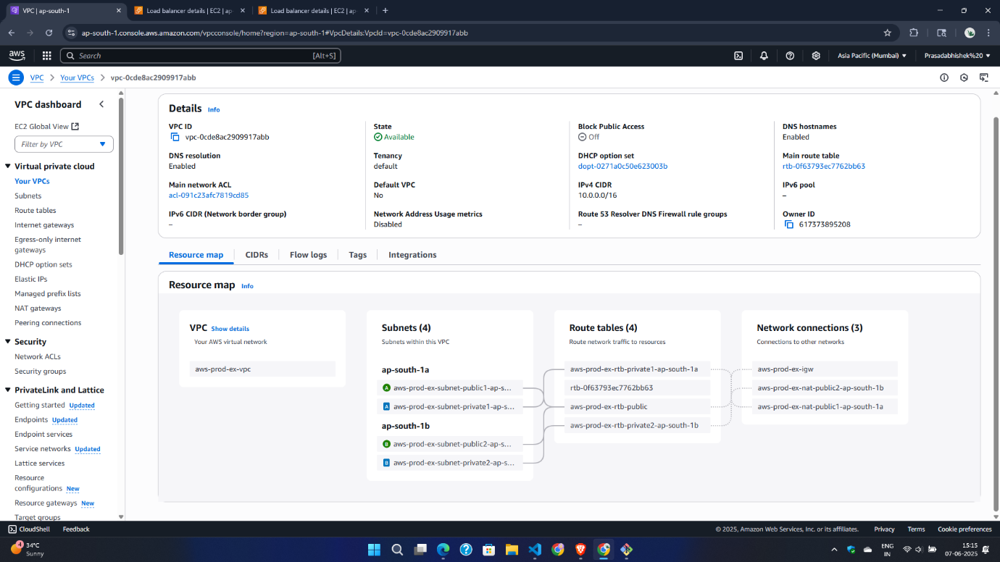 VPC | ap-south-1
Load balancer details | EC2 | ap-
Load balancer details | EC2 | ap-
ap-south-1.console.aws.amazon.com/vpcconsole/home?region=ap-south-1#VpcDetails:VpcId=vpc-0cde8ac2909917abb
aws
Search
[Alt+S]
Asia Pacific (Mumbai)
Prasadabhishek%20
VPC
Your VPCs
vpc-0cde8ac2909917abb
VPC dashboard
EC2 Global View
Filter by VPC
Virtual private cloud
Your VPCs
Subnets
Route tables
Internet gateways
Egress-only internet
gateways
DHCP option sets
Elastic IPs
Managed prefix lists
NAT gateways
Peering connections
Security
Network ACLs
Security groups
PrivateLink and Lattice
Getting started Updated
Endpoints Updated
Endpoint services
Service networks Updated
Lattice services
Resource
configurations New
Resource gateways New
Target groups
Details Info
VPC ID
vpc-0cde8ac2909917abb
State
Available
Block Public Access
Off
DNS hostnames
Enabled
DNS resolution
Enabled
Tenancy
default
DHCP option set
dopt-0271a0c50e623003b
Main route table
rtb-0f63793ec7762bb63
Main network ACL
acl-091c23afc7819cd85
Default VPC
No
IPv4 CIDR
10.0.0.0/16
IPv6 pool
–
IPv6 CIDR (Network border group)
–
Network Address Usage metrics
Disabled
Route 53 Resolver DNS Firewall rule groups
–
Owner ID
617373895208
Resource map
CIDRs
Flow logs
Tags
Integrations
Resource map Info
VPC Show details
Your AWS virtual network
aws-prod-ex-vpc
Subnets (4)
Subnets within this VPC
ap-south-1a
A aws-prod-ex-subnet-public1-ap-s...
A aws-prod-ex-subnet-private1-ap-s...
ap-south-1b
B aws-prod-ex-subnet-public2-ap-s...
B aws-prod-ex-subnet-private2-ap-s...
Route tables (4)
Route network traffic to resources
aws-prod-ex-rtb-private1-ap-south-1a
rtb-0f63793ec7762bb63
aws-prod-ex-rtb-public
aws-prod-ex-rtb-private2-ap-south-1b
Network connections (3)
Connections to other networks
aws-prod-ex-igw
aws-prod-ex-nat-public2-ap-south-1b
aws-prod-ex-nat-public1-ap-south-1a
CloudShell
Feedback
© 2025, Amazon Web Services, Inc. or its affiliates.
Privacy
Terms
Cookie preferences
4
34°C
Sunny
ENG
IN
15:15
07-06-2025